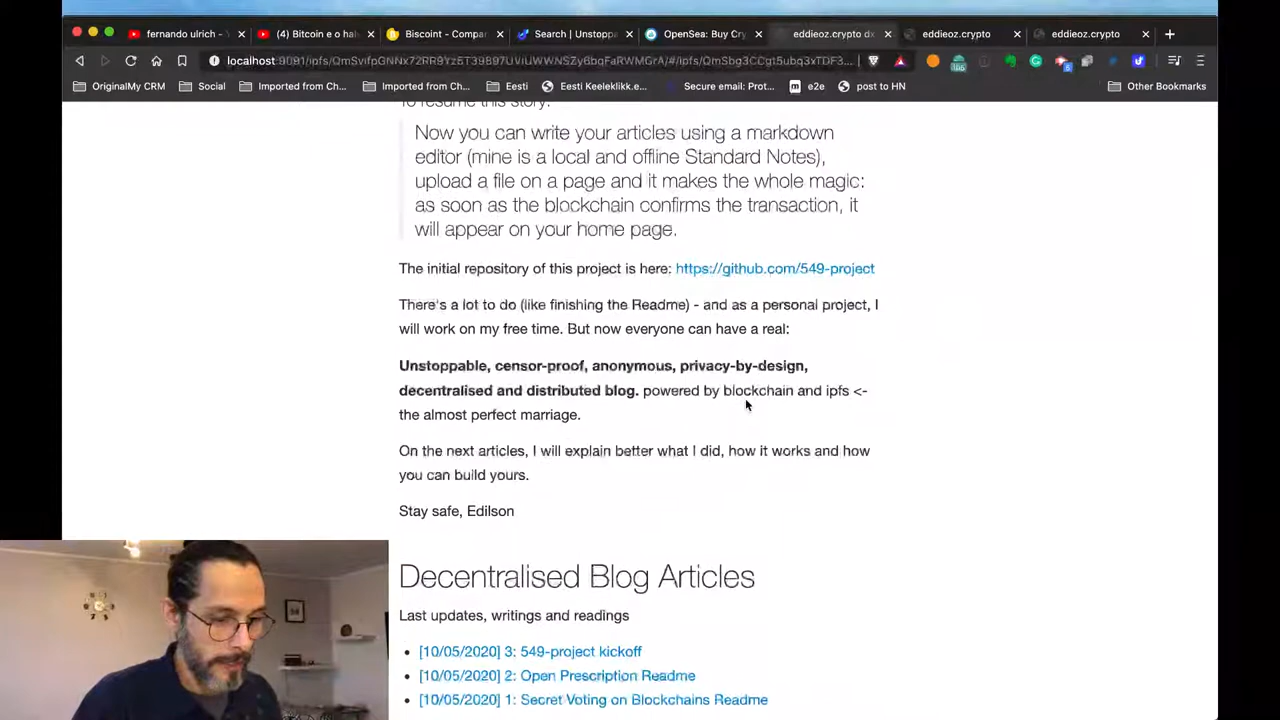 fernando ulrich - Y
(4) Bitcoin e o hal
Biscoint - Compar
Search | Unstoppa
OpenSea: Buy Cry
eddieoz.crypto dx
eddieoz.crypto
eddieoz.crypto
OriginalMy CRM
Social
Imported from Ch...
Imported from Ch...
Eesti
Eesti Keeleklikk.e...
Secure email: Prot...
e2e
post to HN
Other Bookmarks
To resume this story:
Now you can write your articles using a markdown
editor (mine is a local and offline Standard Notes),
upload a file on a page and it makes the whole magic:
as soon as the blockchain confirms the transaction, it
will appear on your home page.
The initial repository of this project is here: https://github.com/549-project
There's a lot to do (like finishing the Readme) - and as a personal project, I
will work on my free time. But now everyone can have a real:
Unstoppable, censor-proof, anonymous, privacy-by-design,
decentralised and distributed blog. powered by blockchain and ipfs <-
the almost perfect marriage.
On the next articles, I will explain better what I did, how it works and how
you can build yours.
Stay safe, Edilson
Decentralised Blog Articles
Last updates, writings and readings
[10/05/2020] 3: 549-project kickoff
[10/05/2020] 2: Open Prescription Readme
[10/05/2020] 1: Secret Voting on Blockchains Readme